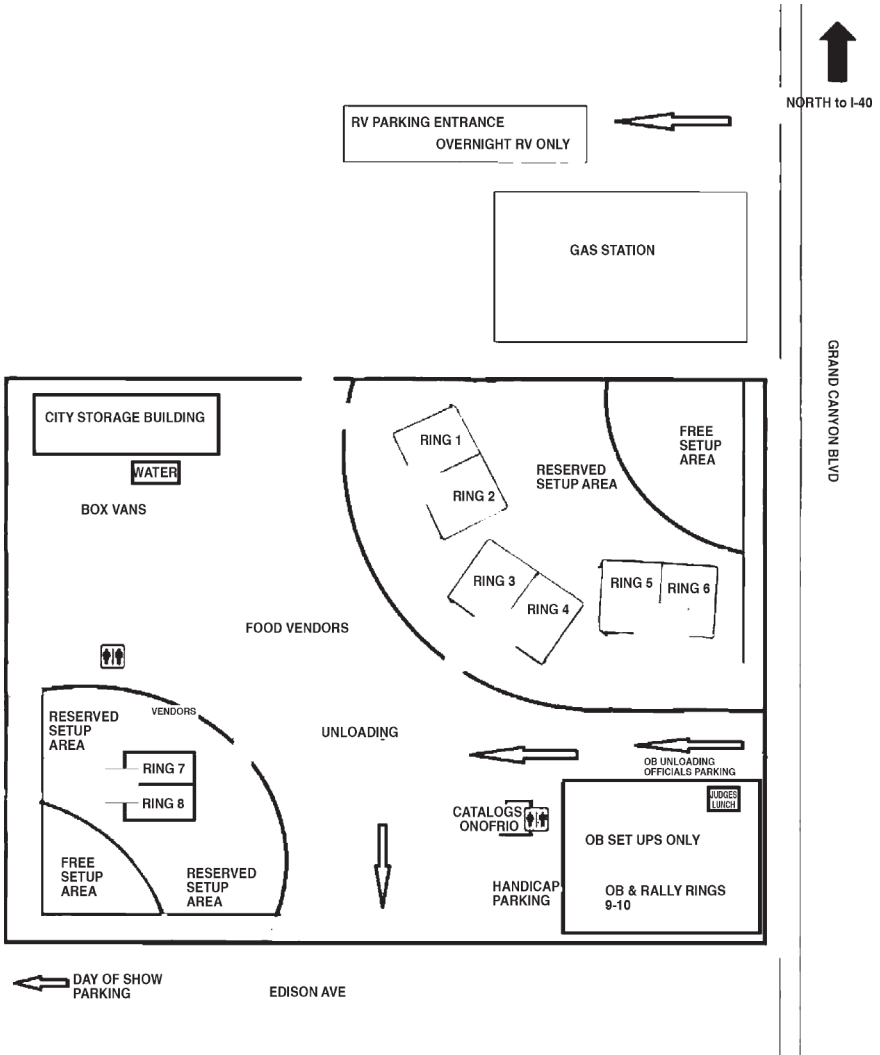 NORTH to I-40
RV PARKING ENTRANCE
OVERNIGHT RV ONLY
GAS STATION
GRAND CANYON BLVD
CITY STORAGE BUILDING
WATER
BOX VANS
RING 1
RING 2
RESERVED
SETUP AREA
FREE
SETUP
AREA
RING 3
RING 4
RING 5
RING 6
FOOD VENDORS
VENDORS
RESERVED
SETUP
AREA
UNLOADING
RING 7
RING 8
FREE
SETUP
AREA
RESERVED
SETUP
AREA
OB UNLOADING
OFFICIALS PARKING
JUDGES
LUNCH
CATALOGS
ONOFRIO
OB SET UPS ONLY
HANDICAP
PARKING
OB & RALLY RINGS
9-10
DAY OF SHOW
PARKING
EDISON AVE